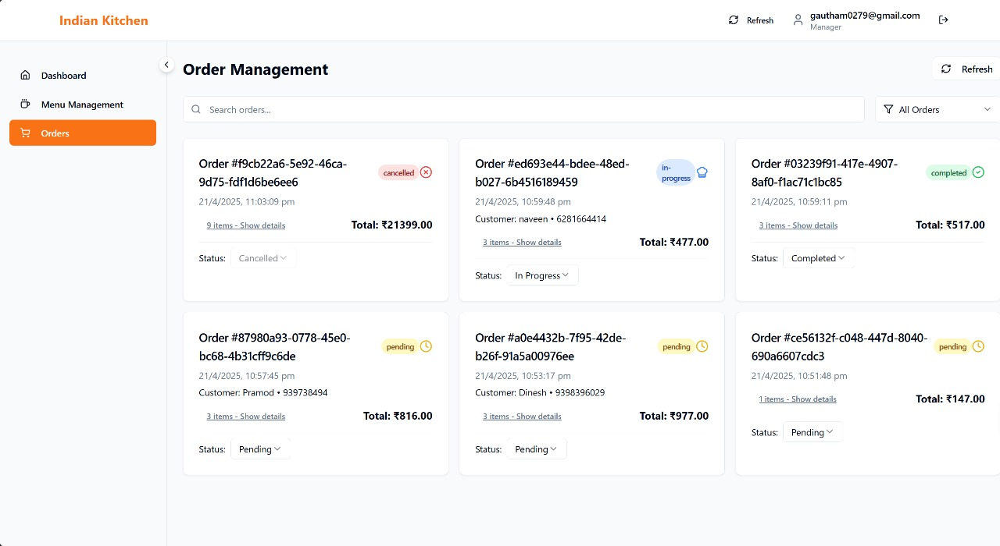 Indian Kitchen
Refresh
gautham0279@gmail.com
Manager
Dashboard
Menu Management
Orders
Order Management
Refresh
Search orders...
All Orders
Order #f9cb22a6-5e92-46ca-
9d75-fdf1d6be6ee6
cancelled
21/4/2025, 11:03:09 pm
9 items - Show details
Total: ₹21399.00
Status: Cancelled
Order #ed693e44-bdee-48ed-
b027-6b4516189459
in-
progress
21/4/2025, 10:59:48 pm
Customer: naveen • 6281664414
3 items - Show details
Total: ₹477.00
Status: In Progress
Order #03239f91-417e-4907-
8af0-f1ac71c1bc85
completed
21/4/2025, 10:59:11 pm
3 items - Show details
Total: ₹517.00
Status: Completed
Order #87980a93-0778-45e0-
bc68-4b31cff9c6de
pending
21/4/2025, 10:57:45 pm
Customer: Pramod • 939738494
3 items - Show details
Total: ₹816.00
Status: Pending
Order #a0e4432b-7f95-42de-
b26f-91a5a00976ee
pending
21/4/2025, 10:53:17 pm
Customer: Dinesh • 9398396029
3 items - Show details
Total: ₹977.00
Status: Pending
Order #ce56132f-c048-447d-8040-
690a6607cdc3
pending
21/4/2025, 10:51:48 pm
1 items - Show details
Total: ₹147.00
Status: Pending